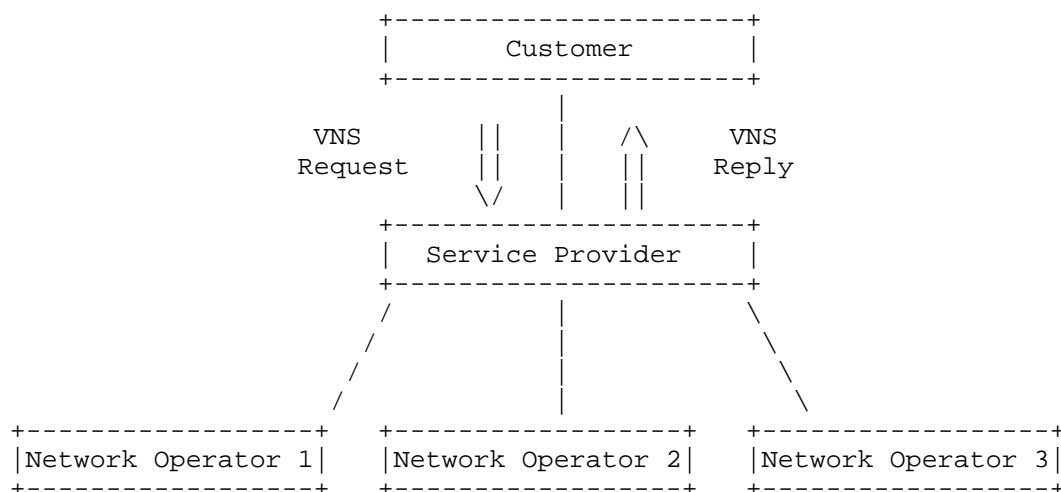 Customer
VNS VNS
Request Reply
Service Provider
Network Operator 1 Network Operator 2 Network Operator 3